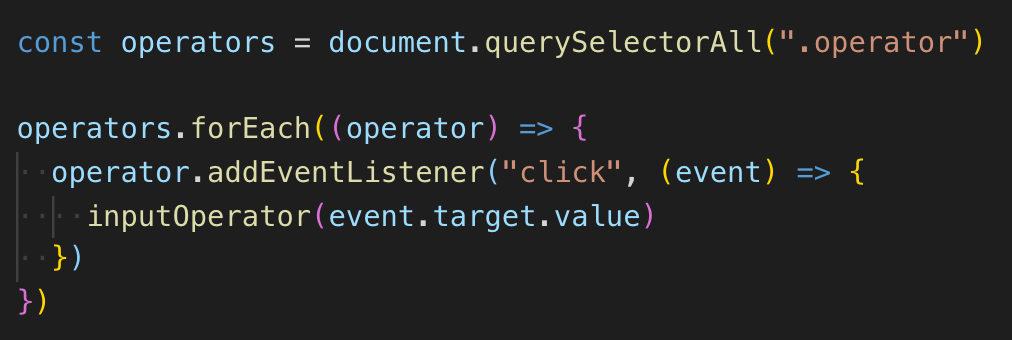 const operators = document.querySelectorAll(".operator")
operators.forEach((operator) => {
  operator.addEventListener("click", (event) => {
    inputOperator(event.target.value)
  })
})